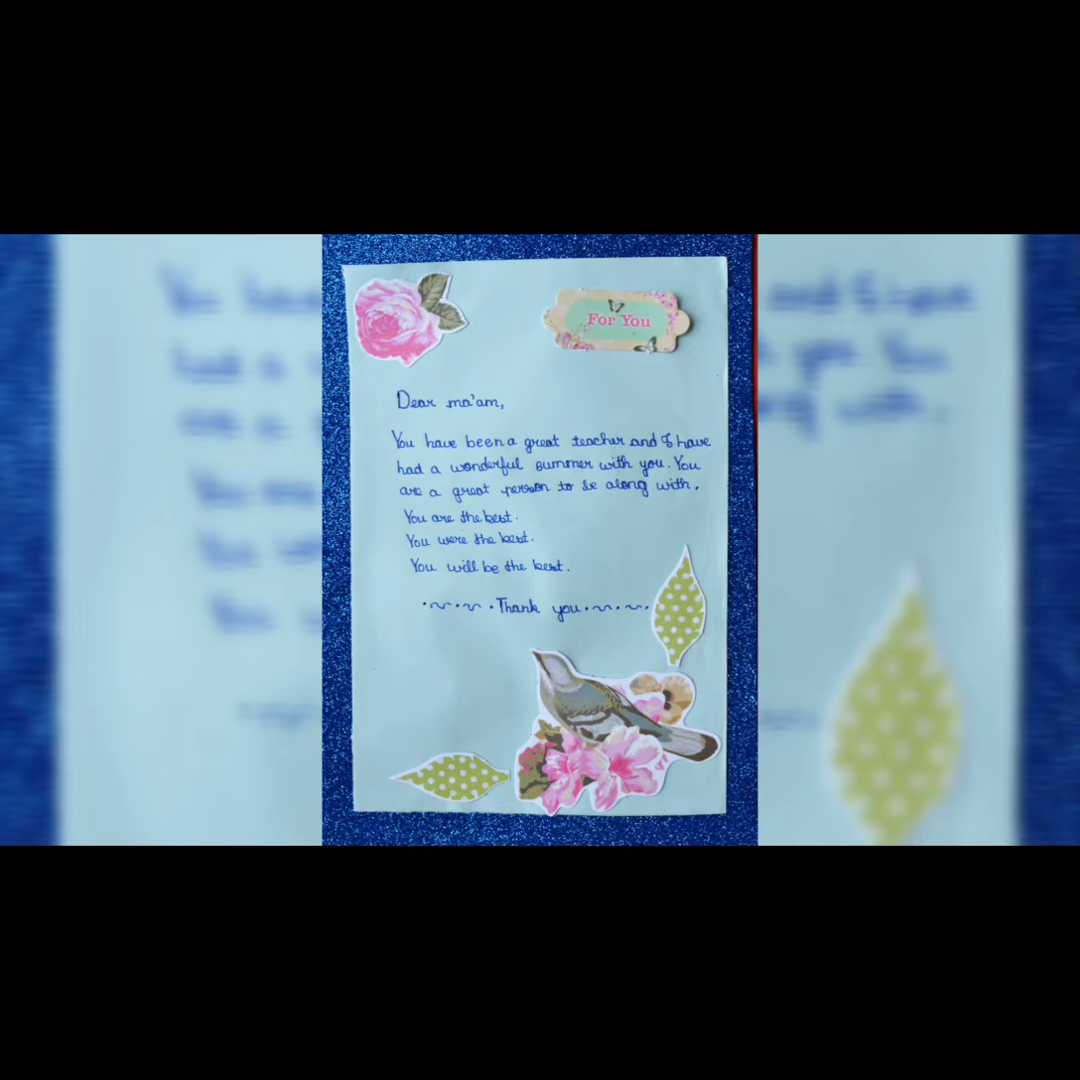 For You
Dear ma'am,
You have been a great teacher and I have
had a wonderful summer with you. You
are a great person to be along with.
You are the best.
You were the best.
You will be the best.
Thank you